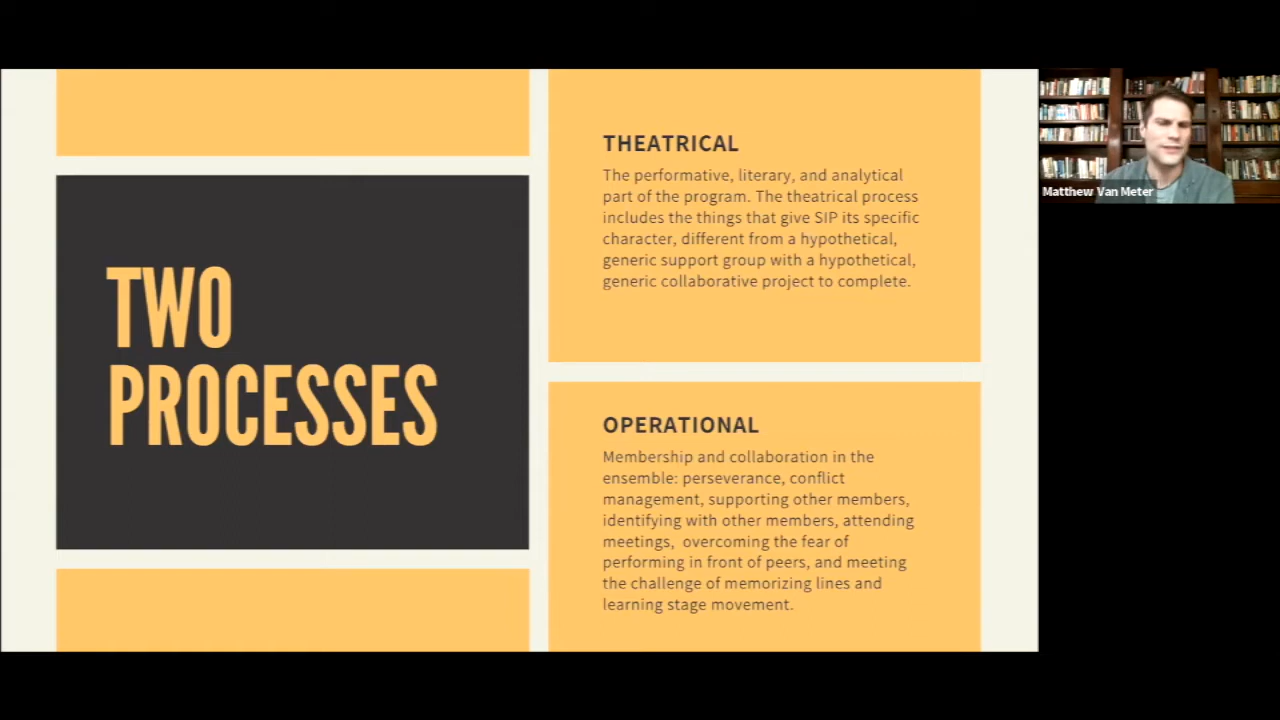 TWO
PROCESSES
THEATRICAL
The performative, literary, and analytical
part of the program. The theatrical process
includes the things that give SIP its specific
character, different from a hypothetical,
generic support group with a hypothetical,
generic collaborative project to complete.
OPERATIONAL
Membership and collaboration in the
ensemble: perseverance, conflict
management, supporting other members,
identifying with other members, attending
meetings,  overcoming the fear of
performing in front of peers, and meeting
the challenge of memorizing lines and
learning stage movement.
Matthew Van Meter